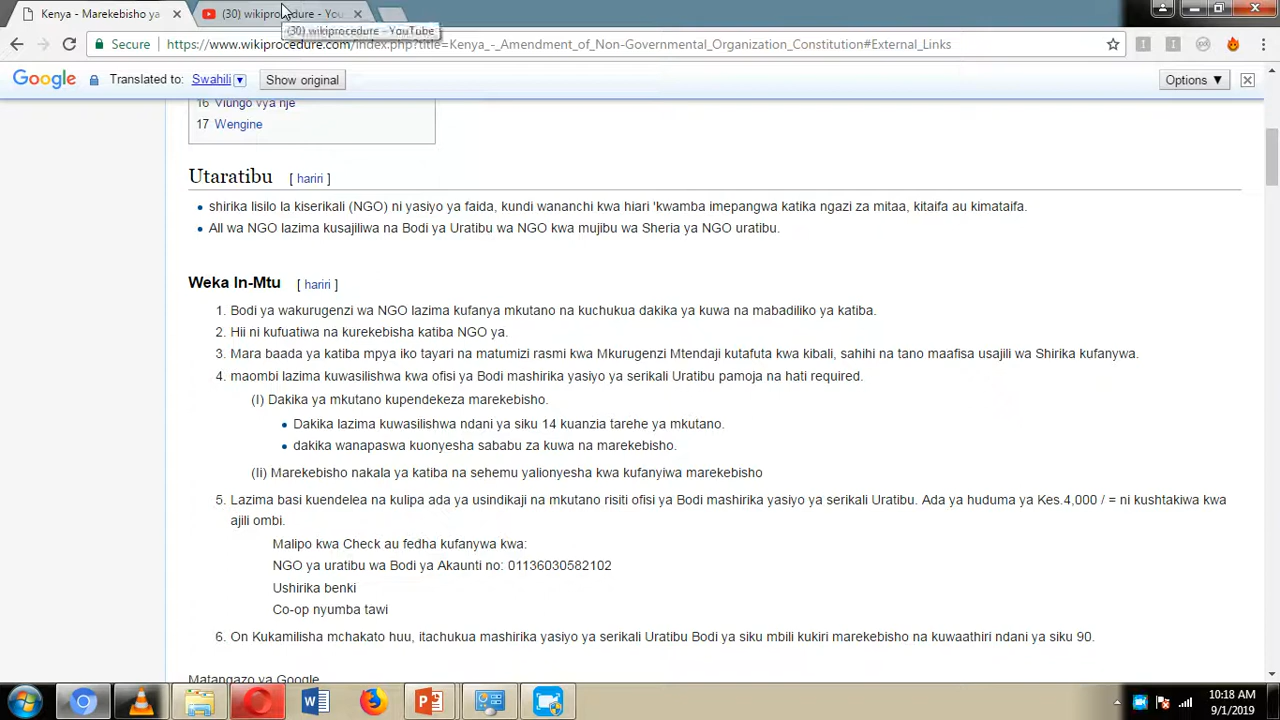 Kenya - Marekebisho ya
(30) wikiprocedure - You
(30) wikiprocedure - YouTube
Secure
https://www.wikiprocedure.com/index.php?title=Kenya_-_Amendment_of_Non-Governmental_Organization_Constitution#External_Links
Google Translated to: Swahili Show original Options ▼
16 Viungo vya nje
17 Wengine
Utaratibu [ hariri ]
shirika lisilo la kiserikali (NGO) ni yasiyo ya faida, kundi wananchi kwa hiari 'kwamba imepangwa katika ngazi za mitaa, kitaifa au kimataifa.
All wa NGO lazima kusajiliwa na Bodi ya Uratibu wa NGO kwa mujibu wa Sheria ya NGO uratibu.
Weka In-Mtu [ hariri ]
1. Bodi ya wakurugenzi wa NGO lazima kufanya mkutano na kuchukua dakika ya kuwa na mabadiliko ya katiba.
2. Hii ni kufuatiwa na kurekebisha katiba NGO ya.
3. Mara baada ya katiba mpya iko tayari na matumizi rasmi kwa Mkurugenzi Mtendaji kutafuta kwa kibali, sahihi na tano maafisa usajili wa Shirika kufanywa.
4. maombi lazima kuwasilishwa kwa ofisi ya Bodi mashirika yasiyo ya serikali Uratibu pamoja na hati required.
(I) Dakika ya mkutano kupendekeza marekebisho.
Dakika lazima kuwasilishwa ndani ya siku 14 kuanzia tarehe ya mkutano.
dakika wanapaswa kuonyesha sababu za kuwa na marekebisho.
(Ii) Marekebisho nakala ya katiba na sehemu yalionyesha kwa kufanyiwa marekebisho
5. Lazima basi kuendelea na kulipa ada ya usindikaji na mkutano risiti ofisi ya Bodi mashirika yasiyo ya serikali Uratibu. Ada ya huduma ya Kes.4,000 / = ni kushtakiwa kwa
ajili ombi.
Malipo kwa Check au fedha kufanywa kwa:
NGO ya uratibu wa Bodi ya Akaunti no: 01136030582102
Ushirika benki
Co-op nyumba tawi
6. On Kukamilisha mchakato huu, itachukua mashirika yasiyo ya serikali Uratibu Bodi ya siku mbili kukiri marekebisho na kuwaathiri ndani ya siku 90.
Matangazo ya Google
10:18 AM
9/1/2019